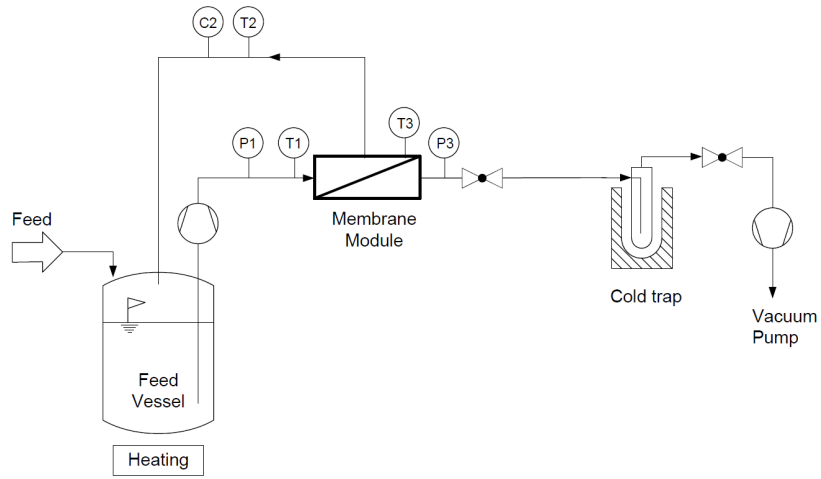 C2
T2
P1
T1
T3
P3
Membrane
Module
Feed
Cold trap
Vacuum
Pump
Feed
Vessel
Heating